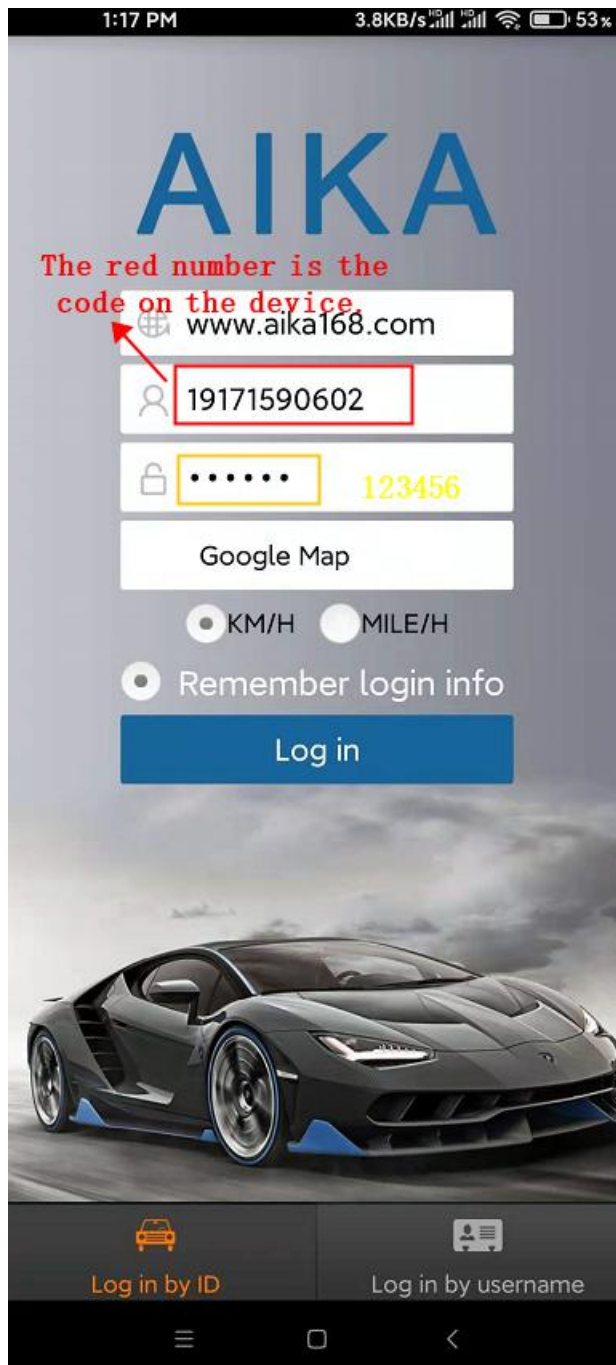 1:17 PM 3.8KB/s HD HD 53%
AIKA
The red number is the
code on the device.
www.aika168.com
19171590602
•••••• 123456
Google Map
KM/H MILE/H
Remember login info
Log in
Log in by ID Log in by username